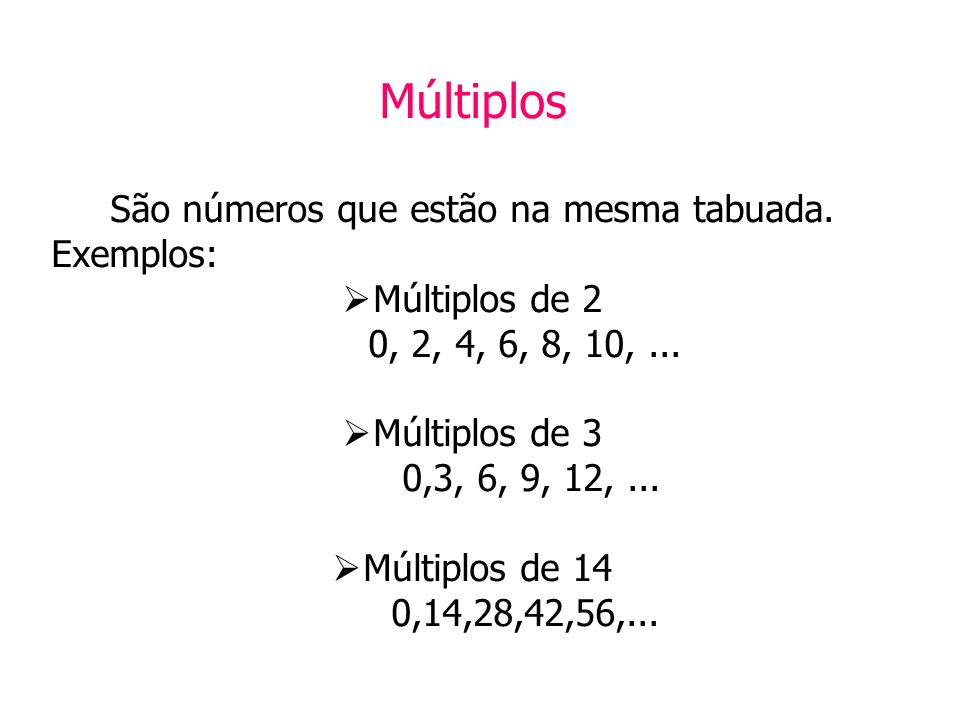 Múltiplos
São números que estão na mesma tabuada.
Exemplos:
➢Múltiplos de 2
0, 2, 4, 6, 8, 10, ...
➢Múltiplos de 3
0,3, 6, 9, 12, ...
➢Múltiplos de 14
0,14,28,42,56,...